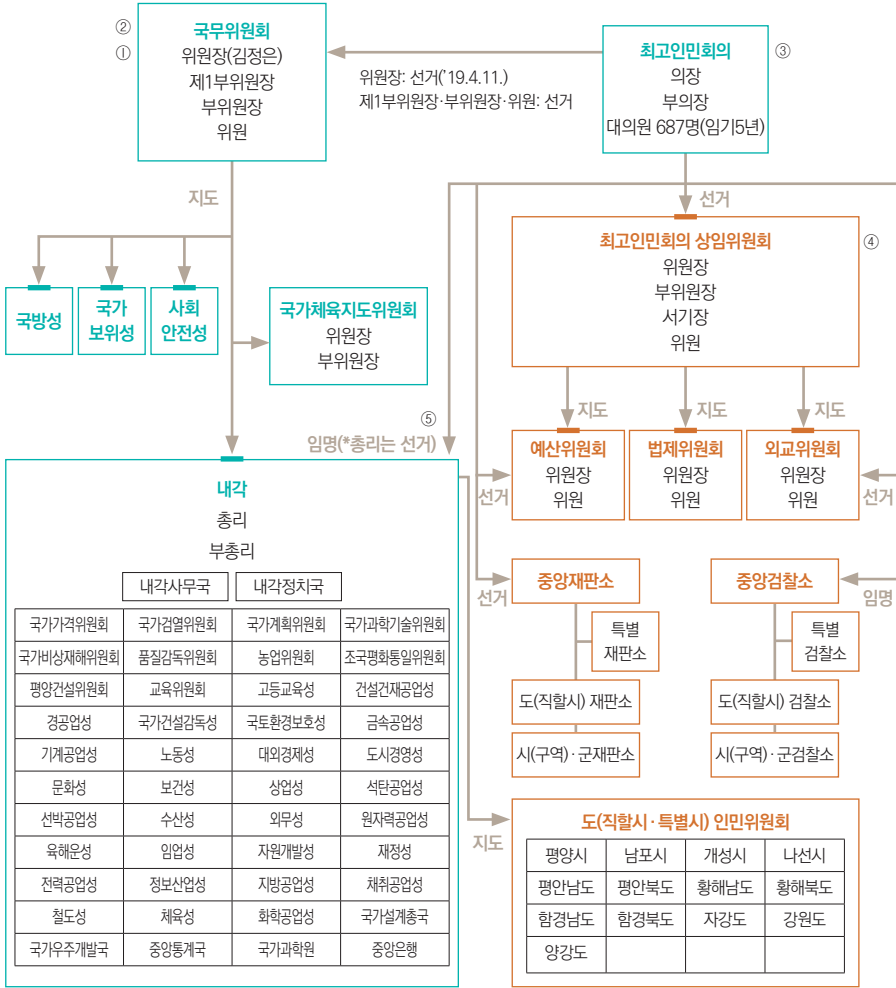 ②
①
국무위원회
위원장(김정은)
제1부위원장
부위원장
위원
위원장: 선거('19.4.11.)
제1부위원장·부위원장·위원: 선거
최고인민회의
③
의장
부의장
대의원 687명(임기5년)
지도
선거
국방성
국가
보위성
사회
안전성
국가체육지도위원회
위원장
부위원장
최고인민회의 상임위원회
④
위원장
부위원장
서기장
위원
지도
지도
지도
예산위원회
위원장
위원
법제위원회
위원장
위원
외교위원회
위원장
위원
선거
선거
⑤
임명(*총리는 선거)
내각
총리
부총리
내각사무국
내각정치국
국가가격위원회 국가검열위원회 국가계획위원회 국가과학기술위원회
국가비상재해위원회 품질감독위원회 농업위원회 조국평화통일위원회
평양건설위원회 교육위원회 고등교육성 건설건재공업성
경공업성 국가건설감독성 국토환경보호성 금속공업성
기계공업성 노동성 대외경제성 도시경영성
문화성 보건성 상업성 석탄공업성
선박공업성 수산성 외무성 원자력공업성
육해운성 임업성 자원개발성 재정성
전력공업성 정보산업성 지방공업성 채취공업성
철도성 체육성 화학공업성 국가설계총국
국가우주개발국 중앙통계국 국가과학원 중앙은행
선거
중앙재판소
특별
재판소
도(직할시) 재판소
시(구역)·군재판소
중앙검찰소
임명
특별
검찰소
도(직할시) 검찰소
시(구역)·군검찰소
지도
도(직할시·특별시) 인민위원회
평양시 남포시 개성시 나선시
평안남도 평안북도 황해남도 황해북도
함경남도 함경북도 자강도 강원도
양강도